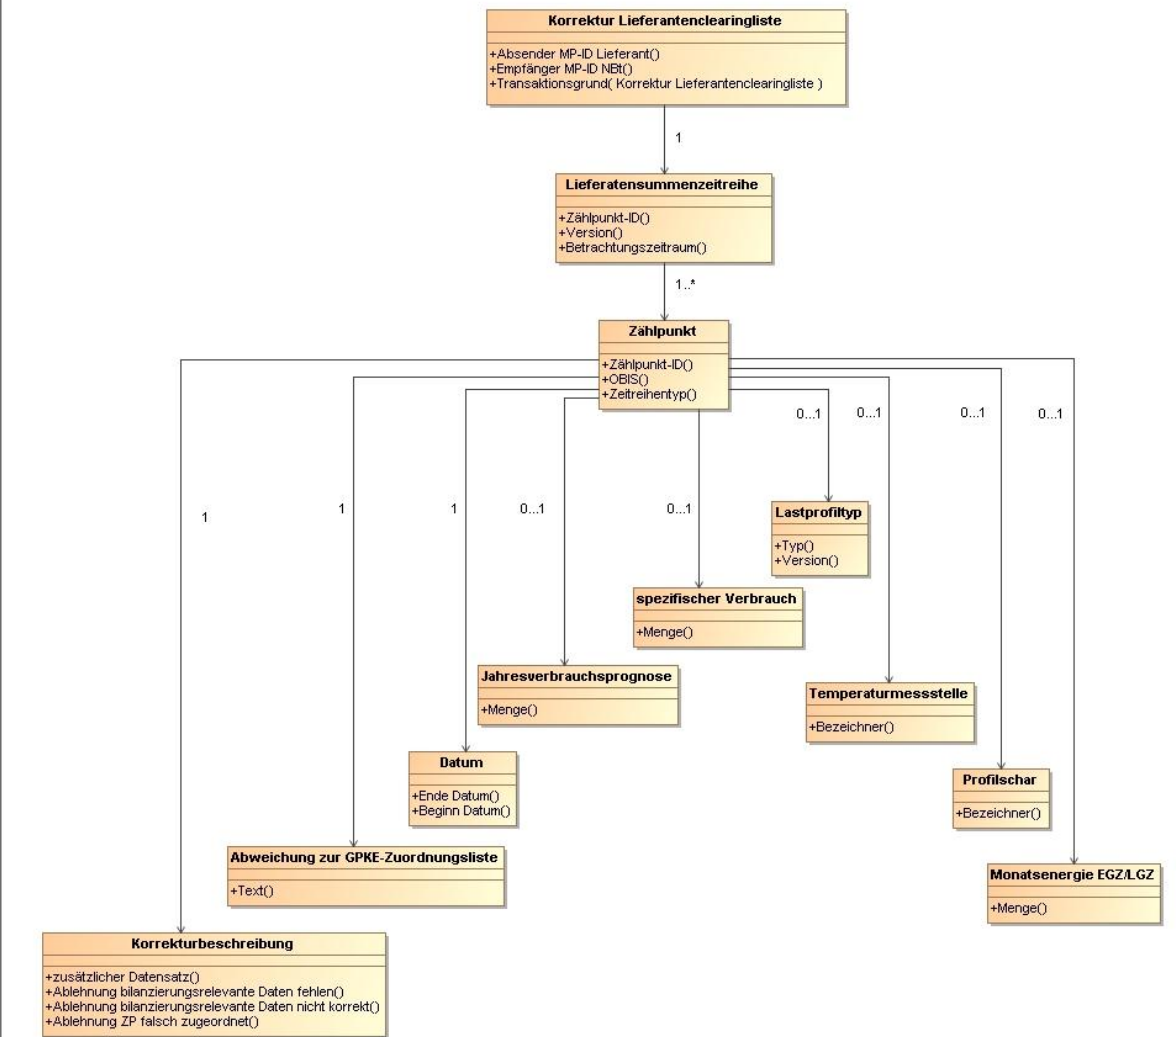 Korrektur Lieferantenclearingliste
+Absender MP-ID Lieferant()
+Empfänger MP-ID NBt()
+Transaktionsgrund( Korrektur Lieferantenclearingliste )
1
Lieferatensummenzeitreihe
+Zählpunkt-ID()
+Version()
+Betrachtungszeitraum()
1..*
Zählpunkt
+Zählpunkt-ID()
+OBIS()
+Zeitreihentyp()
0...1
0...1
0...1
0...1
1
1
1
0...1
0...1
Lastprofiltyp
+Typ()
+Version()
spezifischer Verbrauch
+Menge()
Jahresverbrauchsprognose
+Menge()
Temperaturmessstelle
+Bezeichner()
Datum
+Ende Datum()
+Beginn Datum()
Profilschar
+Bezeichner()
Abweichung zur GPKE-Zuordnungsliste
+Text()
Monatsenergie EGZ/LGZ
+Menge()
Korrekturbeschreibung
+zusätzlicher Datensatz()
+Ablehnung bilanzierungsrelevante Daten fehlen()
+Ablehnung bilanzierungsrelevante Daten nicht korrekt()
+Ablehnung ZP falsch zugeordnet()